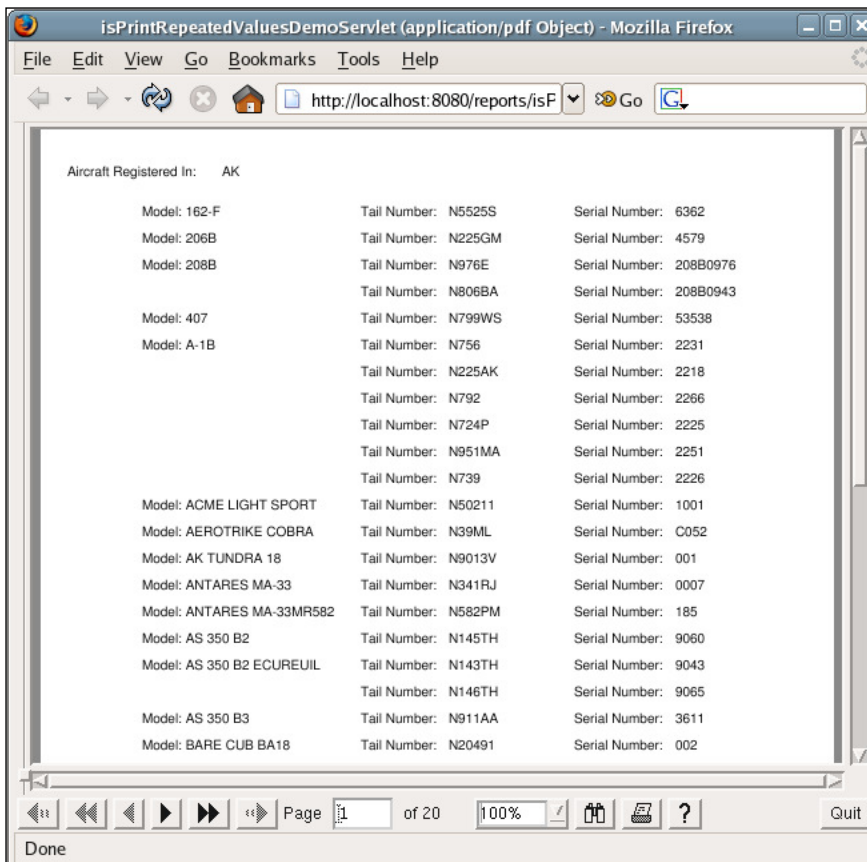 isPrintRepeatedValuesDemoServlet (application/pdf Object) - Mozilla Firefox
File Edit View Go Bookmarks Tools Help
http://localhost:8080/reports/isP Go G
Aircraft Registered In: AK
Model: 162-F Tail Number: N5525S Serial Number: 6362
Model: 206B Tail Number: N225GM Serial Number: 4579
Model: 208B Tail Number: N976E Serial Number: 208B0976
Tail Number: N806BA Serial Number: 208B0943
Model: 407 Tail Number: N799WS Serial Number: 53538
Model: A-1B Tail Number: N756 Serial Number: 2231
Tail Number: N225AK Serial Number: 2218
Tail Number: N792 Serial Number: 2266
Tail Number: N724P Serial Number: 2225
Tail Number: N951MA Serial Number: 2251
Tail Number: N739 Serial Number: 2226
Model: ACME LIGHT SPORT Tail Number: N50211 Serial Number: 1001
Model: AEROTRIKE COBRA Tail Number: N39ML Serial Number: C052
Model: AK TUNDRA 18 Tail Number: N9013V Serial Number: 001
Model: ANTARES MA-33 Tail Number: N341RJ Serial Number: 0007
Model: ANTARES MA-33MR582 Tail Number: N582PM Serial Number: 185
Model: AS 350 B2 Tail Number: N145TH Serial Number: 9060
Model: AS 350 B2 ECUREUIL Tail Number: N143TH Serial Number: 9043
Tail Number: N146TH Serial Number: 9065
Model: AS 350 B3 Tail Number: N911AA Serial Number: 3611
Model: BARE CUB BA18 Tail Number: N20491 Serial Number: 002
Page 1 of 20 100% ? Quit
Done